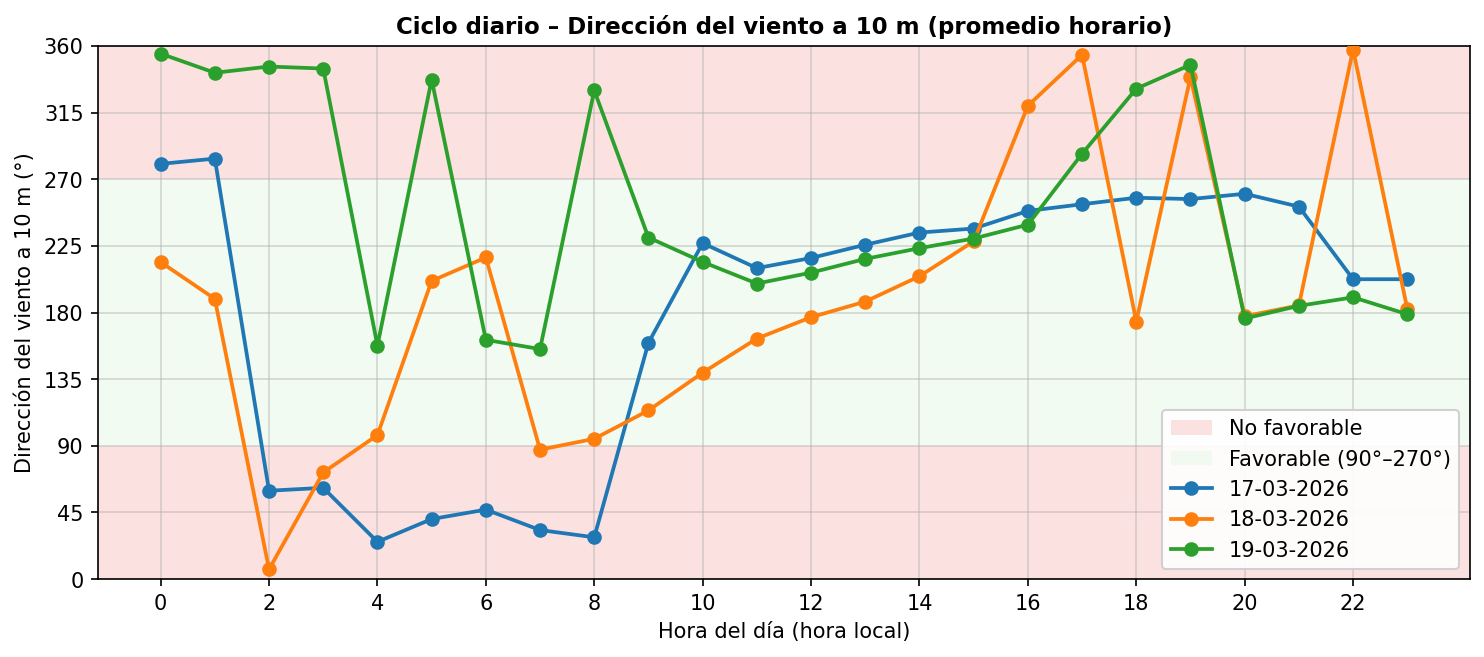 Ciclo diario – Dirección del viento a 10 m (promedio horario)
Dirección del viento a 10 m (°)
360
315
270
225
180
135
90
45
0
0 2 4 6 8 10 12 14 16 18 20 22
Hora del día (hora local)
No favorable
Favorable (90°–270°)
17-03-2026
18-03-2026
19-03-2026